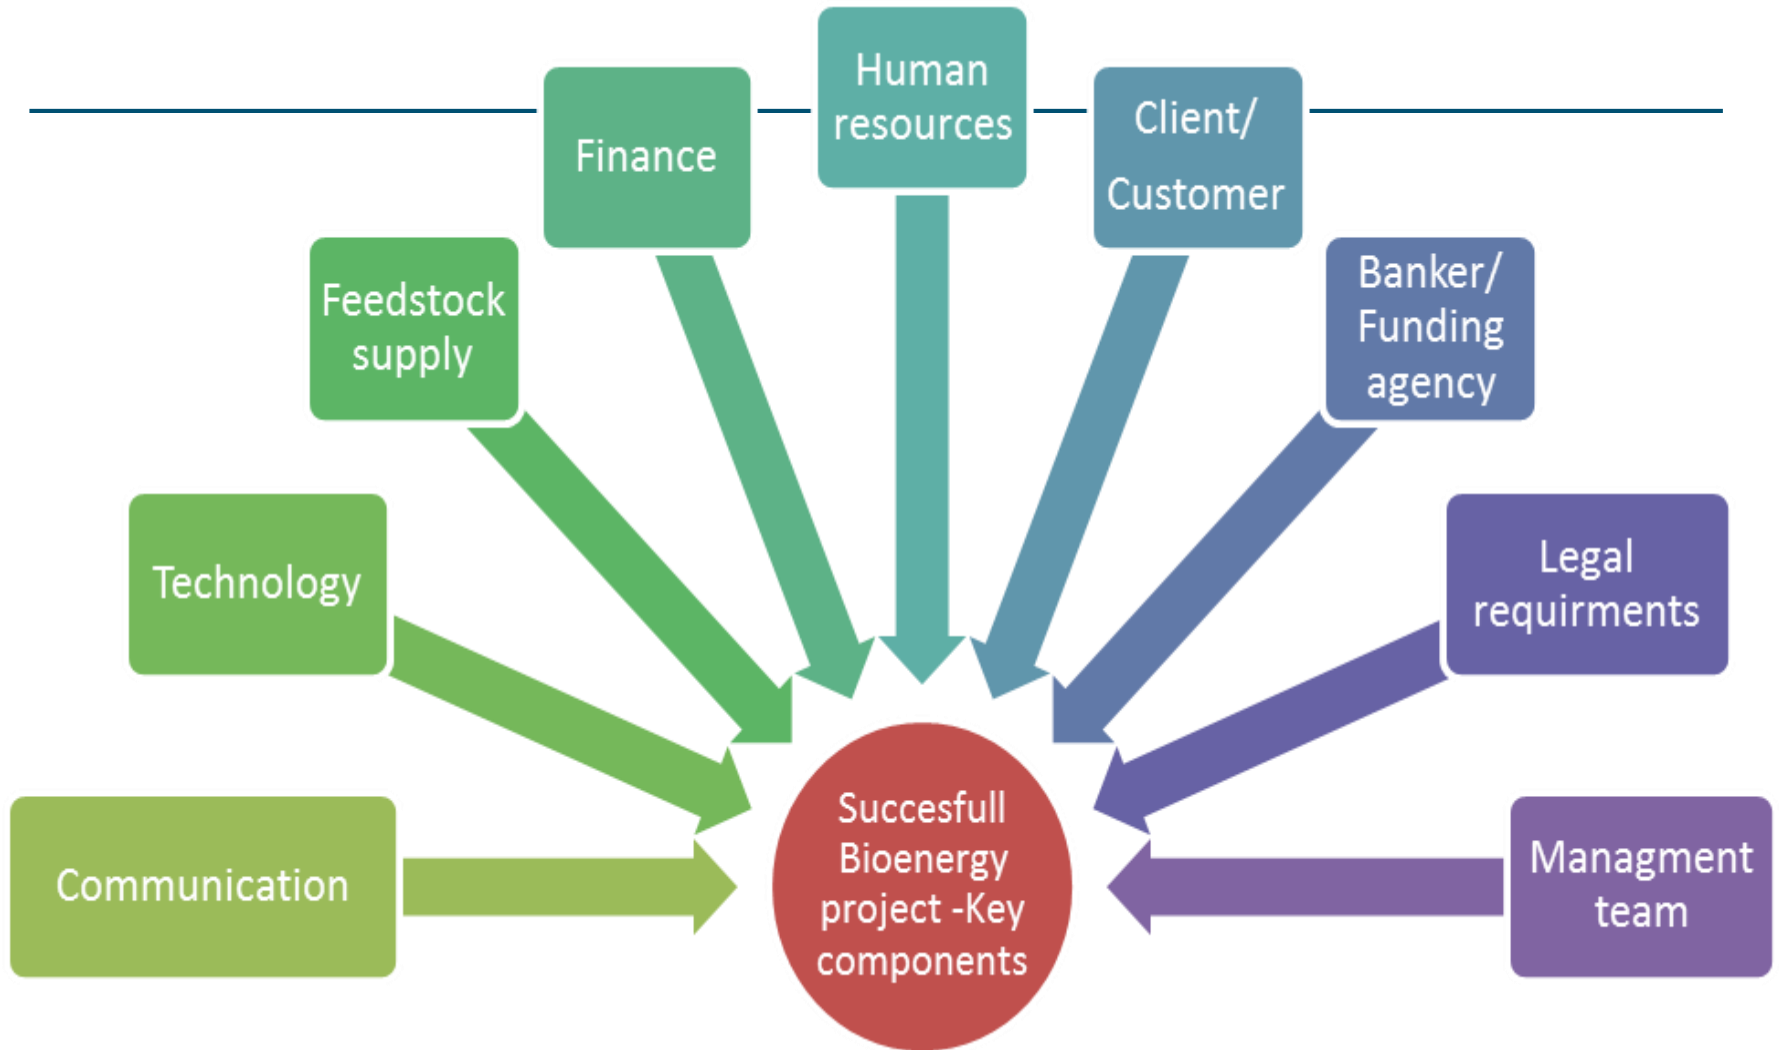 Human
resources
Finance
Client/
Customer
Feedstock
supply
Banker/
Funding
agency
Technology
Legal
requirments
Communication
Succesfull
Bioenergy
project -Key
components
Managment
team